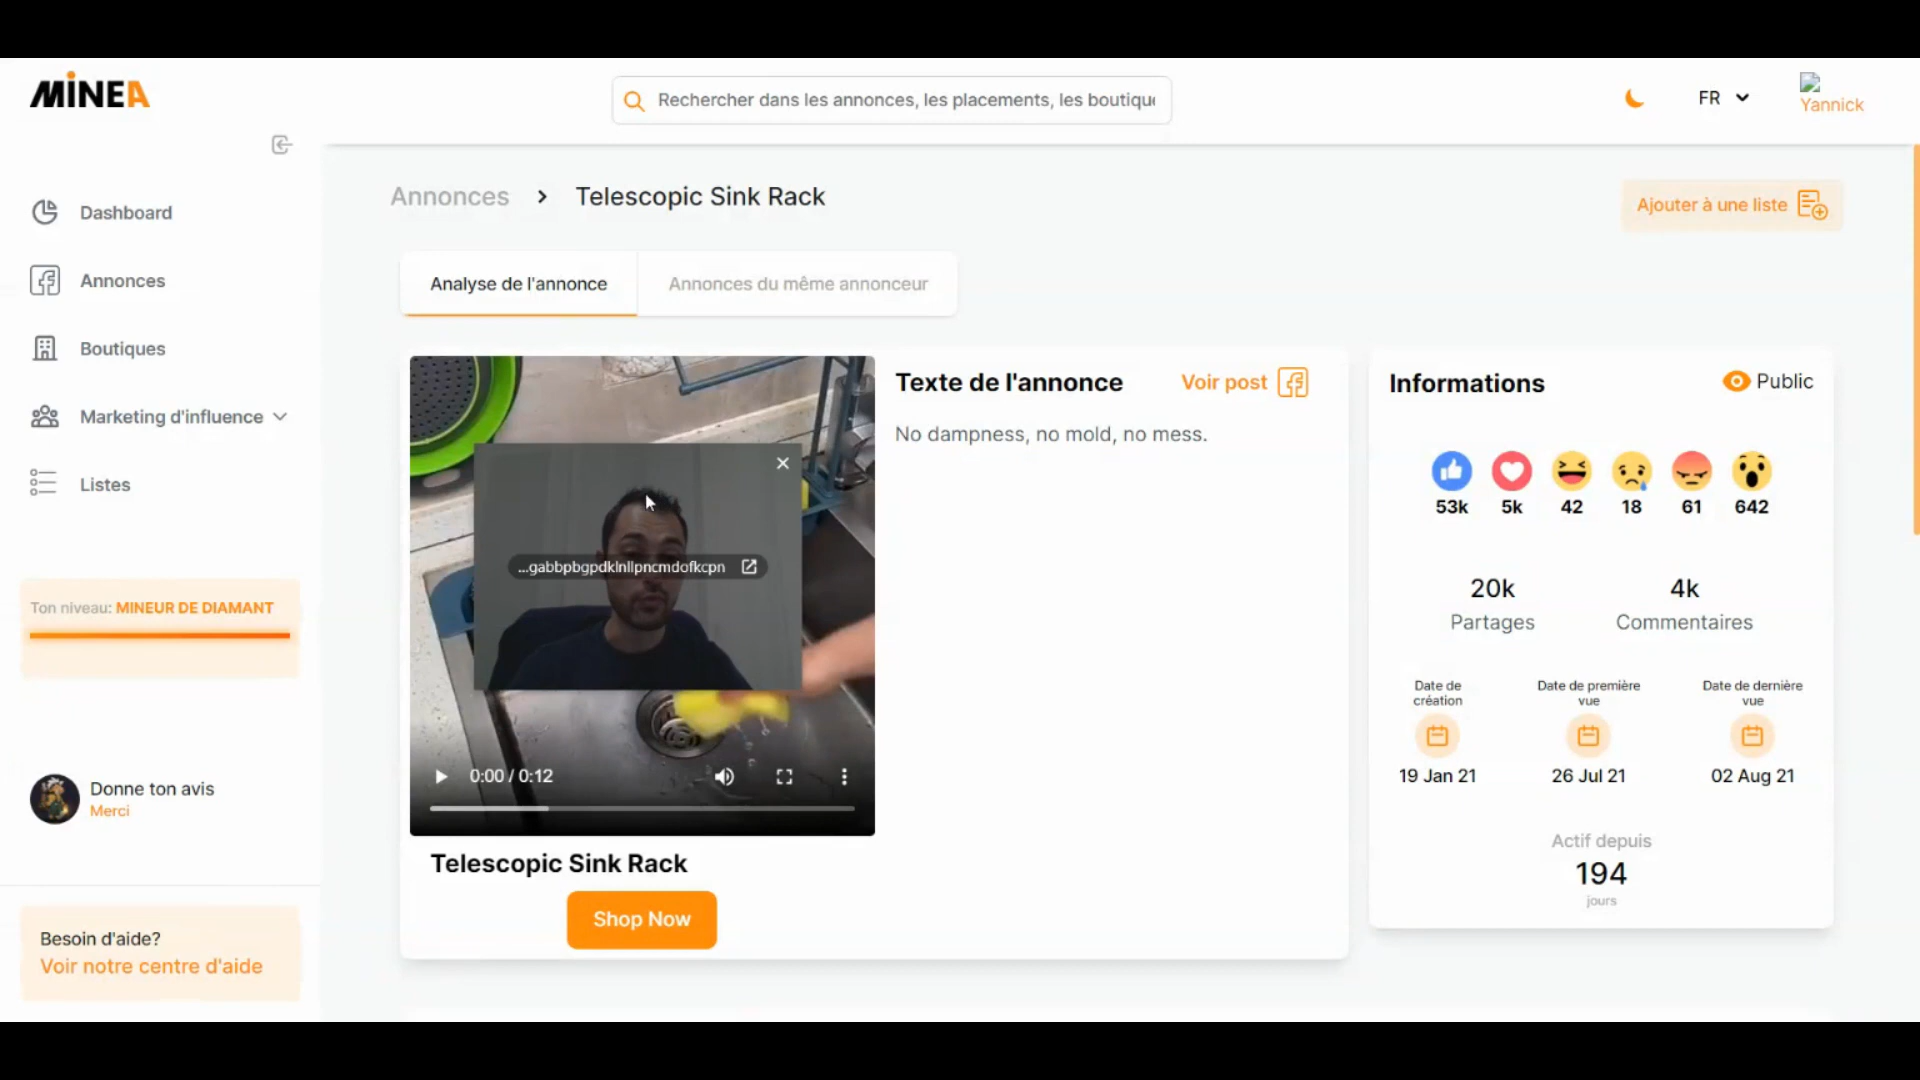 MINEA
Rechercher dans les annonces, les placements, les boutique
FR
Yannick
Dashboard
Annonces
Boutiques
Marketing d'influence
Listes
Ton niveau: MINEUR DE DIAMANT
Donne ton avis
Merci
Besoin d'aide?
Voir notre centre d'aide
Annonces > Telescopic Sink Rack
Ajouter à une liste
Analyse de l'annonce
Annonces du même annonceur
...gabbpbgpdklnllpncmdofkcpn
0:00 / 0:12
Telescopic Sink Rack
Shop Now
Texte de l'annonce
Voir post
No dampness, no mold, no mess.
Informations
Public
53k 5k 42 18 61 642
20k 4k
Partages Commentaires
Date de création
Date de première vue
Date de dernière vue
19 Jan 21 26 Jul 21 02 Aug 21
Actif depuis
194
jours